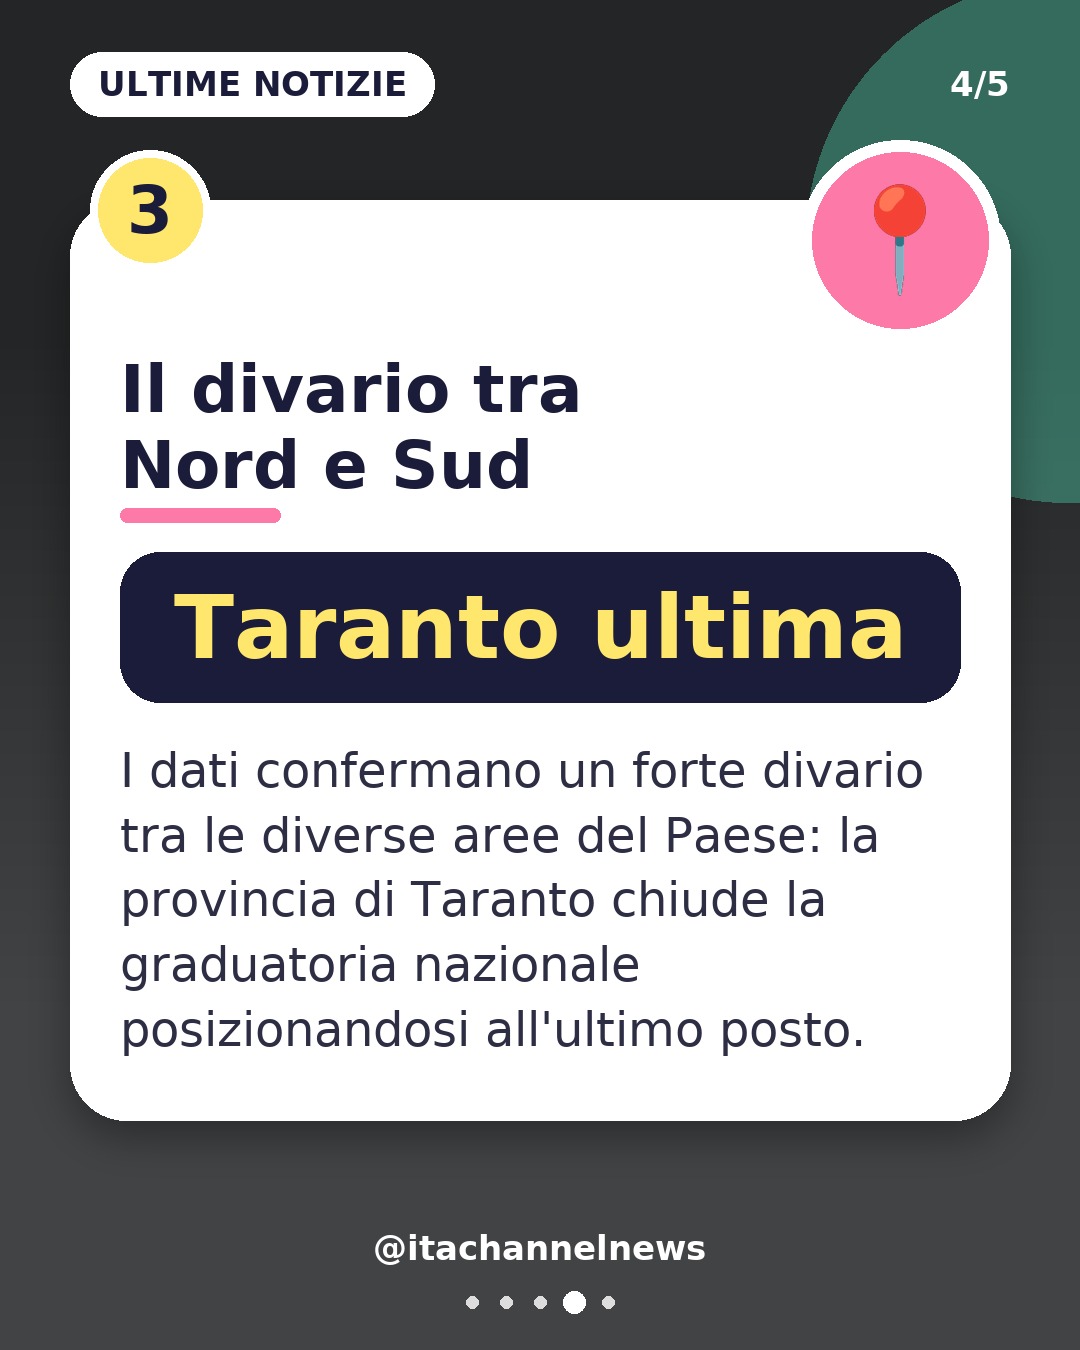 ULTIME NOTIZIE
4/5
3
Il divario tra
Nord e Sud
Taranto ultima
I dati confermano un forte divario
tra le diverse aree del Paese: la
provincia di Taranto chiude la
graduatoria nazionale
posizionandosi all'ultimo posto.
@itachannelnews